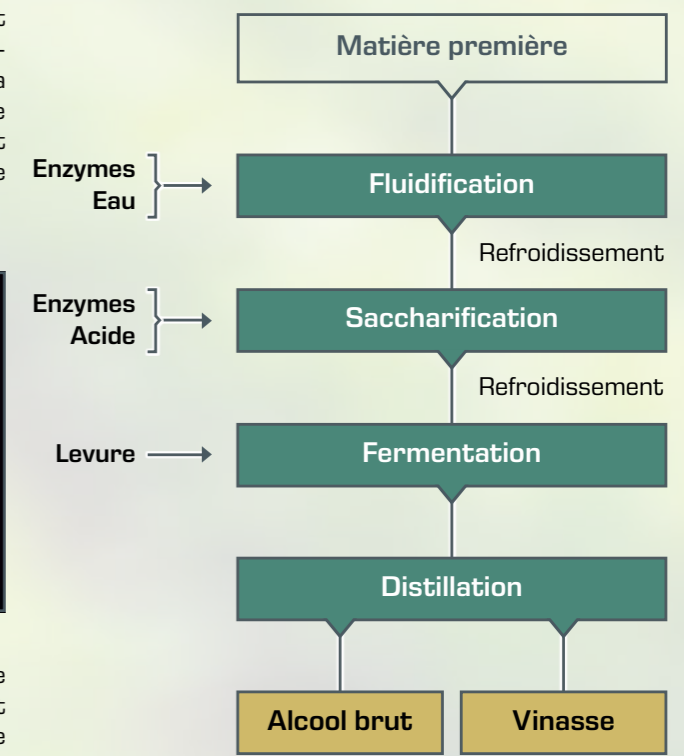 Matière première
Enzymes
Eau
Fluidification
Refroidissement
Enzymes
Acide
Saccharification
Refroidissement
Levure
Fermentation
Distillation
Alcool brut
Vinasse